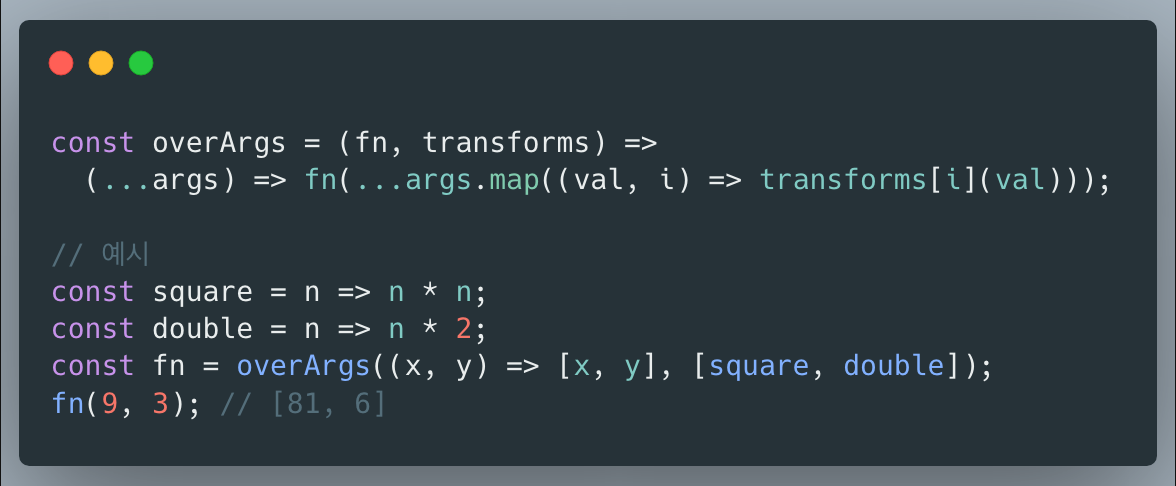 const overArgs = (fn, transforms) =>
  (...args) => fn(...args.map((val, i) => transforms[i](val)));

// 예시
const square = n => n * n;
const double = n => n * 2;
const fn = overArgs((x, y) => [x, y], [square, double]);
fn(9, 3); // [81, 6]